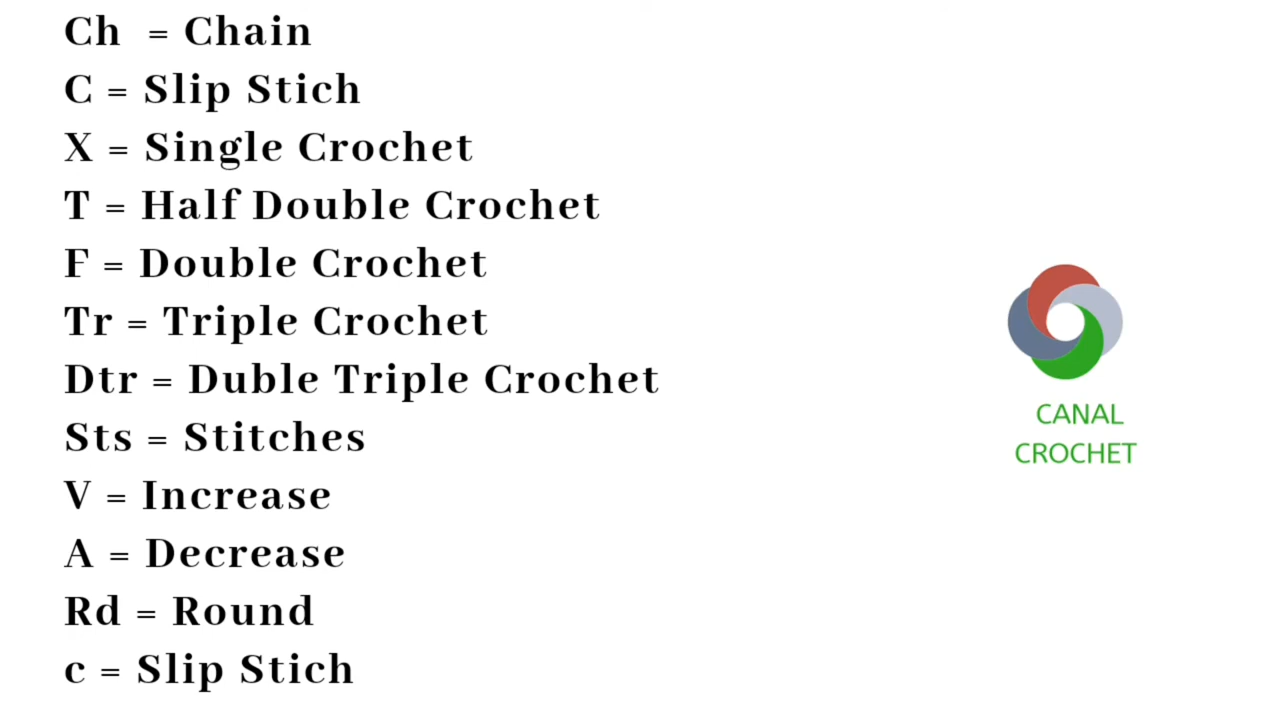 Ch = Chain
C = Slip Stich
X = Single Crochet
T = Half Double Crochet
F = Double Crochet
Tr = Triple Crochet
Dtr = Duble Triple Crochet
Sts = Stitches
V = Increase
A = Decrease
Rd = Round
c = Slip Stich
CANAL
CROCHET